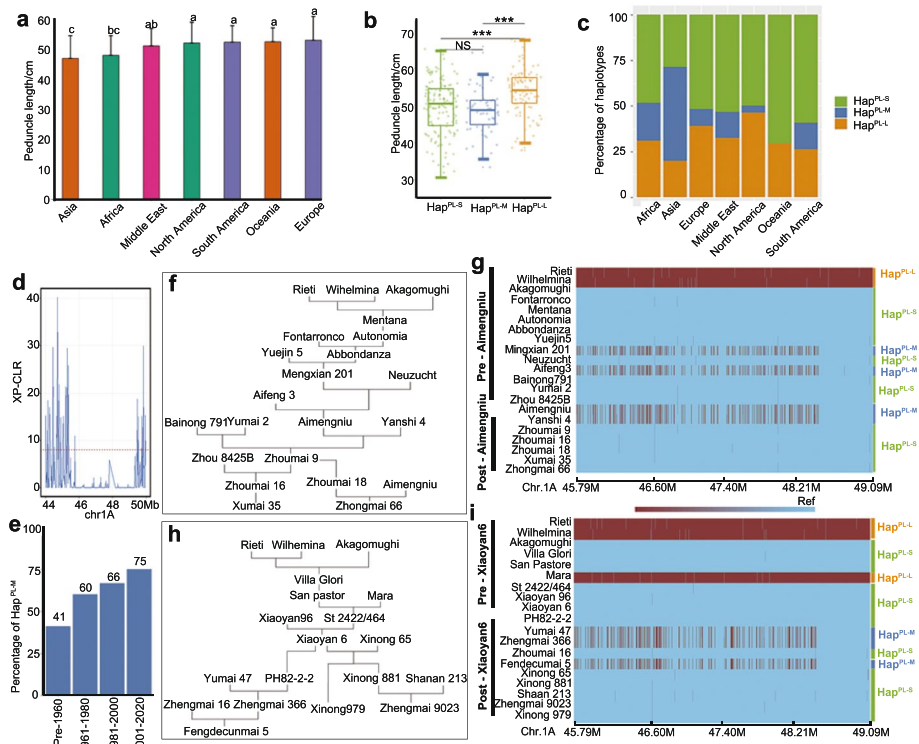 a
Peduncle length/cm
60
50
40
30
20
10
0
c
bc
ab
a
a
a
a
Asia
Africa
Middle East
North America
South America
Oceania
Europe
b
Peduncle length/cm
70
60
50
40
30
***
***
NS
Hap^PL-S
Hap^PL-M
Hap^PL-L
c
Percentage of haplotypes
100
75
50
25
0
Africa
Asia
Europe
Middle East
North America
Oceania
South America
Hap^PL-S
Hap^PL-M
Hap^PL-L
d
XP-CLR
40
30
20
10
0
44
46
48
50Mb
chr1A
e
Percentage of Hap^PL-M
100
75
50
25
0
41
60
66
75
Pre-1960
1961-1980
1981-2000
2001-2020
f
Rieti Wihelmina Akagomughi
Mentana
Fontarronco Autonomia
Yuejin 5 Abbondanza
Mengxian 201 Neuzucht
Aifeng 3
Bainong 791 Yumai 2 Aimengniu Yanshi 4
Zhou 8425B Zhoumai 9
Zhoumai 16 Zhoumai 18 Aimengniu
Xumai 35 Zhongmai 66
g
Pre - Aimengniu
Post - Aimengniu
Rieti
Wilhelmina
Akagomughi
Fontarronco
Mentana
Autonomia
Abbondanza
Yuejin5
Mingxian 201
Neuzucht
Aifeng3
Bainong791
Yumai 2
Zhou 8425B
Aimengniu
Yanshi 4
Zhoumai 9
Zhoumai 16
Zhoumai 18
Xumai 35
Zhongmai 66
Hap^PL-L
Hap^PL-S
Hap^PL-M
Hap^PL-S
Hap^PL-M
Hap^PL-S
Hap^PL-M
Hap^PL-S
Chr.1A 45.79M 46.60M 47.40M 48.21M 49.09M
Ref
h
Rieti Wilhemina Akagomughi
Villa Glori
San pastor Mara
Xiaoyan96 St 2422/464
Xiaoyan 6 Xinong 65
Yumai 47 PH82-2-2 Xinong 881 Shanan 213
Zhengmai 16 Zhengmai 366 Xinong979 Zhengmai 9023
Fengdecumai 5
i
Pre - Xiaoyan6
Post - Xiaoyan6
Rieti
Wilhelmina
Akagomughi
Villa Glori
San Pastore
Mara
St 2422/464
Xiaoyan 96
Xiaoyan 6
PH82-2-2
Yumai 47
Zhengmai 366
Zhoumai 16
Fendecumai 5
Xinong 65
Xinong 881
Shaan 213
Zhengmai 9023
Xinong 979
Hap^PL-L
Hap^PL-S
Hap^PL-L
Hap^PL-S
Hap^PL-M
Hap^PL-S
Hap^PL-M
Hap^PL-S
Chr.1A 45.79M 46.60M 47.40M 48.21M 49.09M